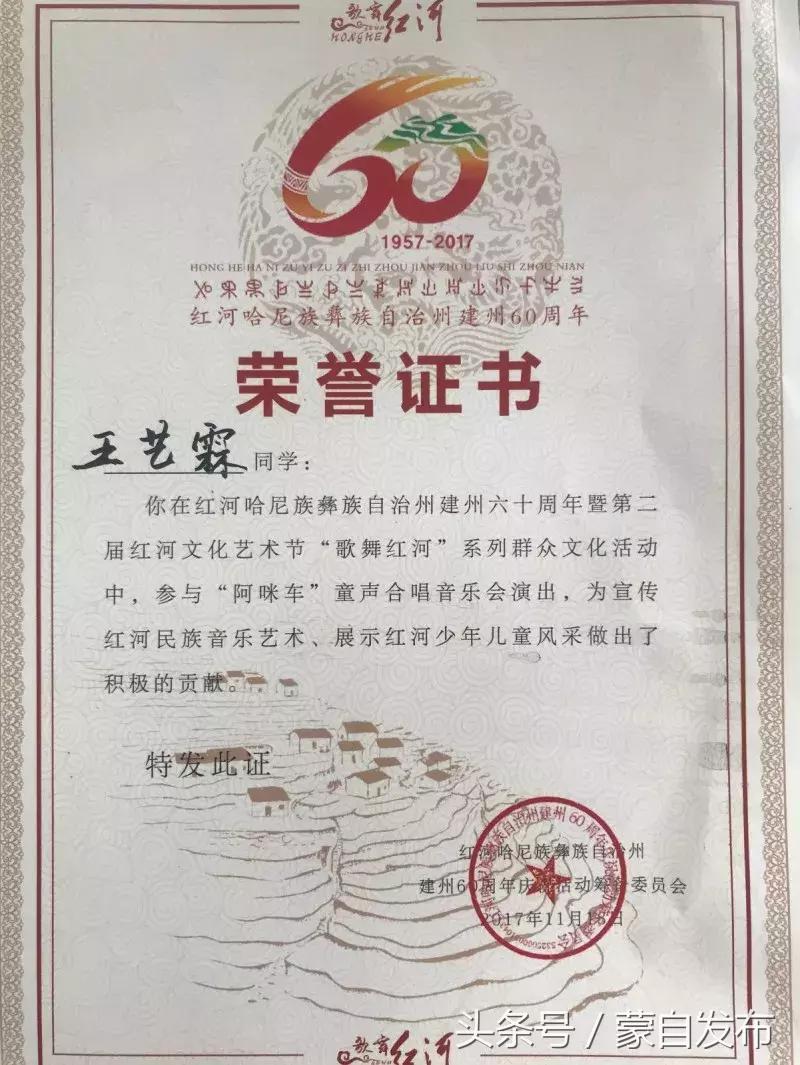 歌舞红河
HONGHE
60
1957-2017
HONG HE HA NI ZU YI ZU ZI ZHI ZHOU JIAN ZHOU LIU SHI ZHOU NIAN
红河哈尼族彝族自治州建州60周年
荣誉证书
王艺霖同学：
你在红河哈尼族彝族自治州建州六十周年暨第二
届红河文化艺术节“歌舞红河”系列群众文化活动
中，参与“阿咪车”童声合唱音乐会演出，为宣传
红河民族音乐艺术、展示红河少年儿童风采做出了
积极的贡献。
特发此证
红河哈尼族彝族自治州
建州60周年庆祝活动筹备委员会
2017年11月18日
歌舞红河
头条号 / 蒙自发布